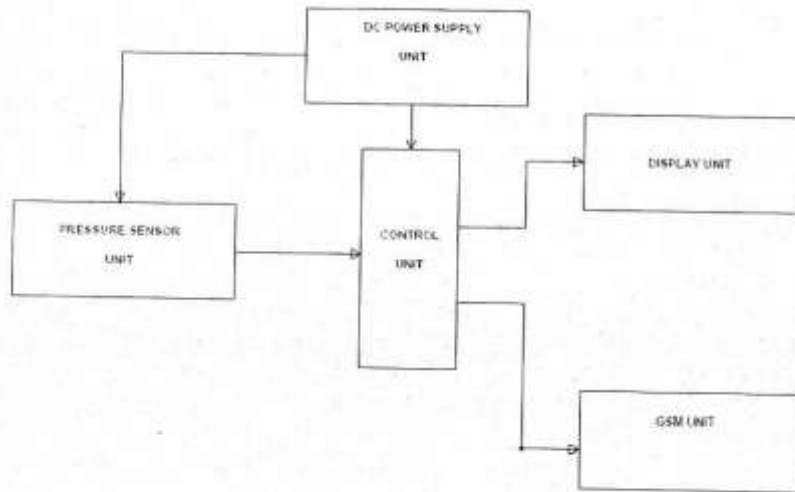 DC POWER SUPPLY
UNIT
DISPLAY UNIT
PRESSURE SENSOR
UNIT
CONTROL
UNIT
GSM UNIT